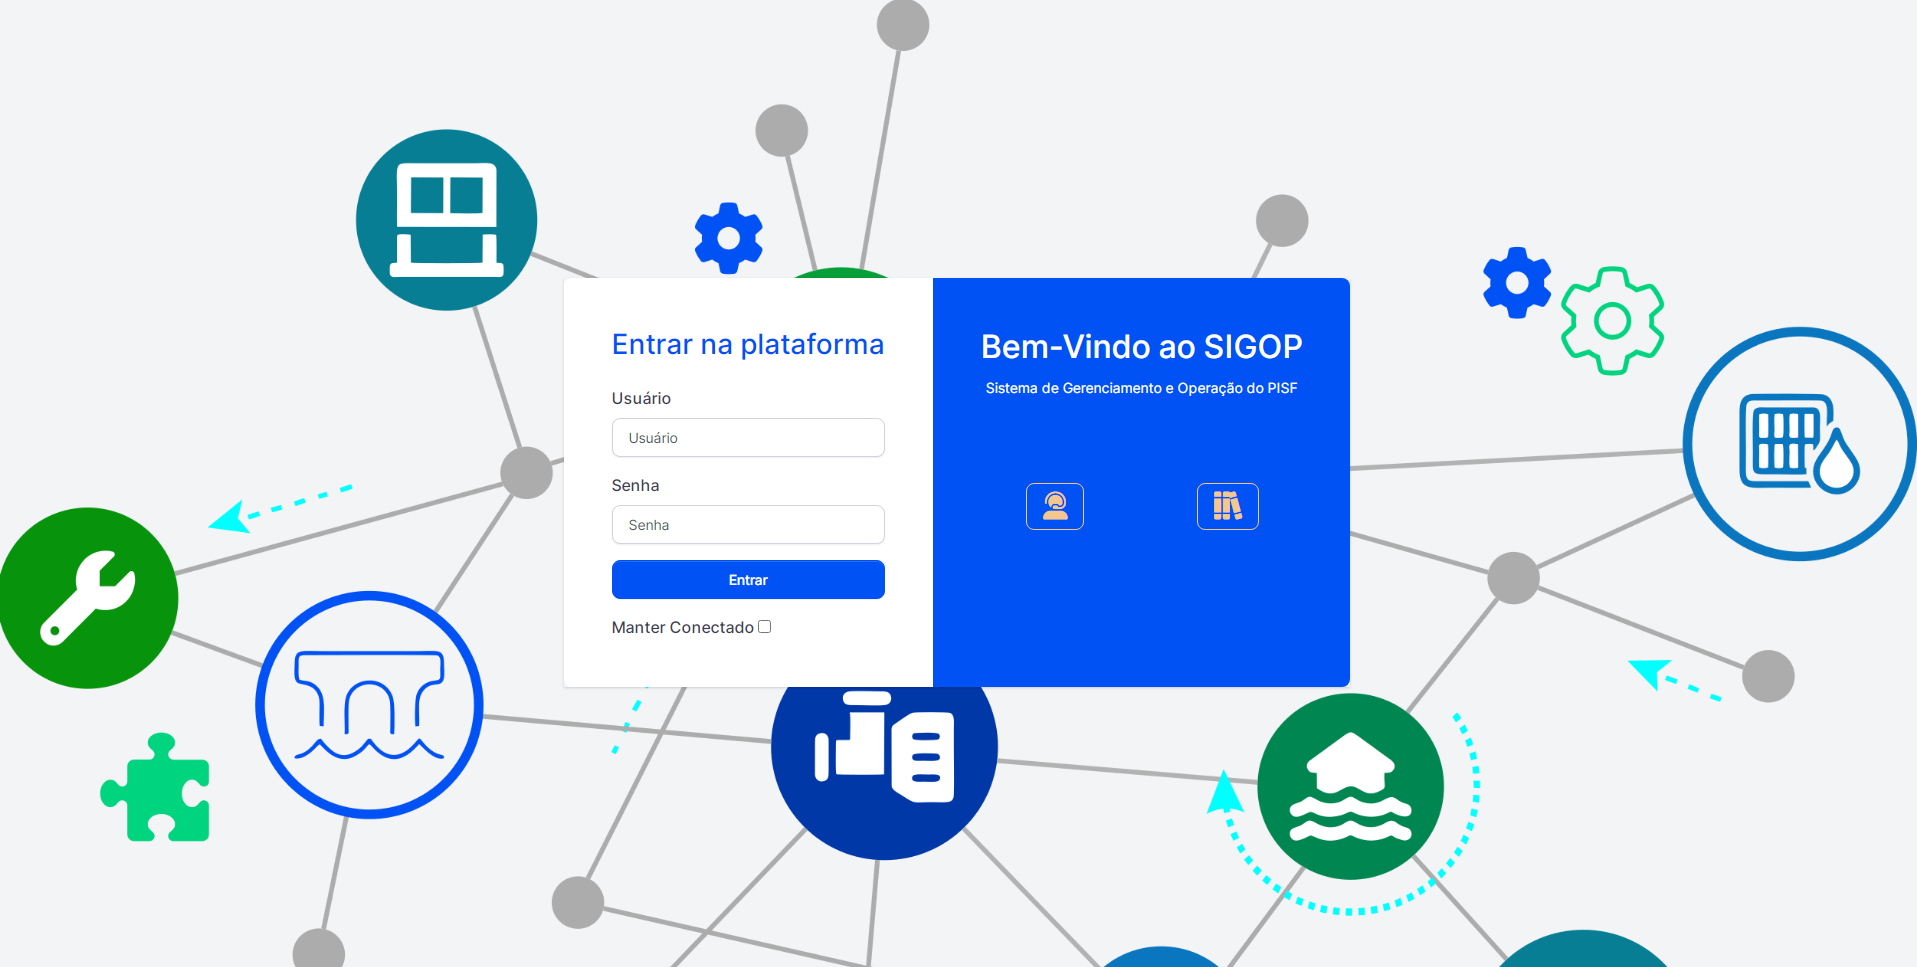 Entrar na plataforma
Usuário
Usuário
Senha
Senha
Entrar
Manter Conectado
Bem-Vindo ao SIGOP
Sistema de Gerenciamento e Operação do PISF